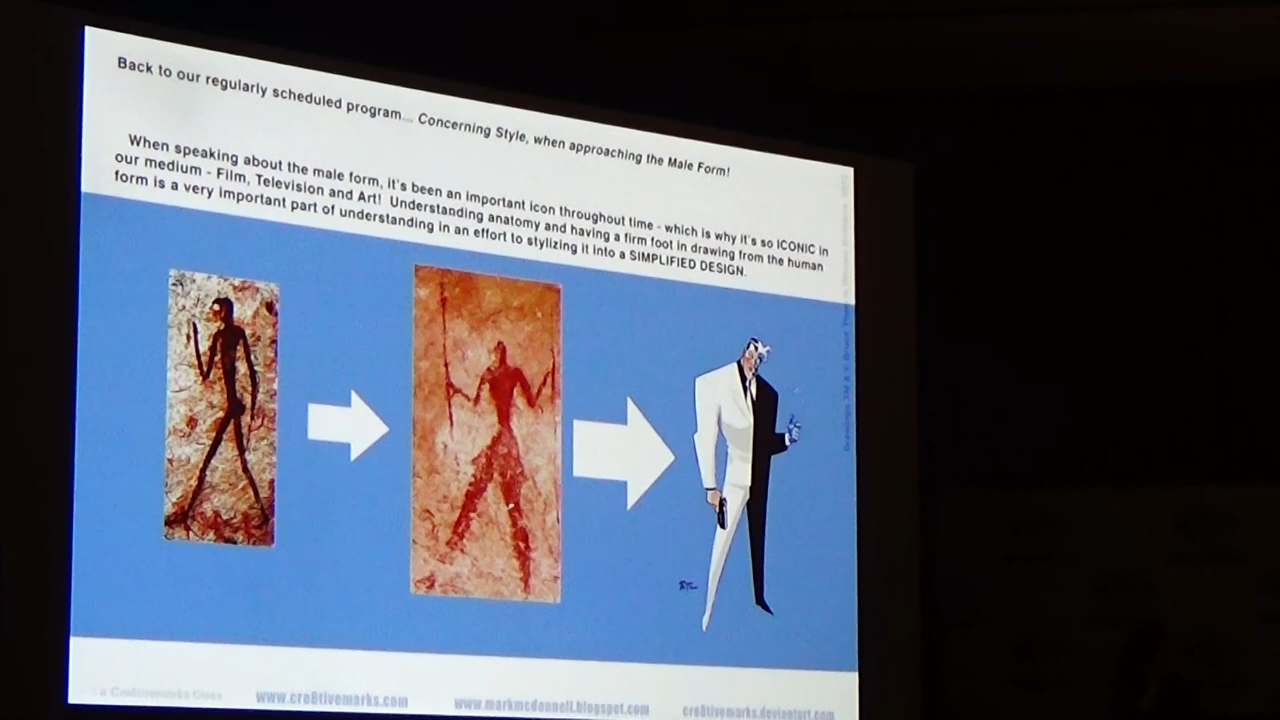 Back to our regularly scheduled program... Concerning Style, when approaching the Male Form!
When speaking about the male form, it's been an important icon throughout time - which is why it's so ICONIC in
our medium - Film, Television and Art! Understanding anatomy and having a firm foot in drawing from the human
form is a very important part of understanding in an effort to stylizing it into a SIMPLIFIED DESIGN.
a Cre8tivemarks Class
www.cre8tivemarks.com
www.markmcdonnell.blogspot.com
cre8tivemarks.deviantart.com